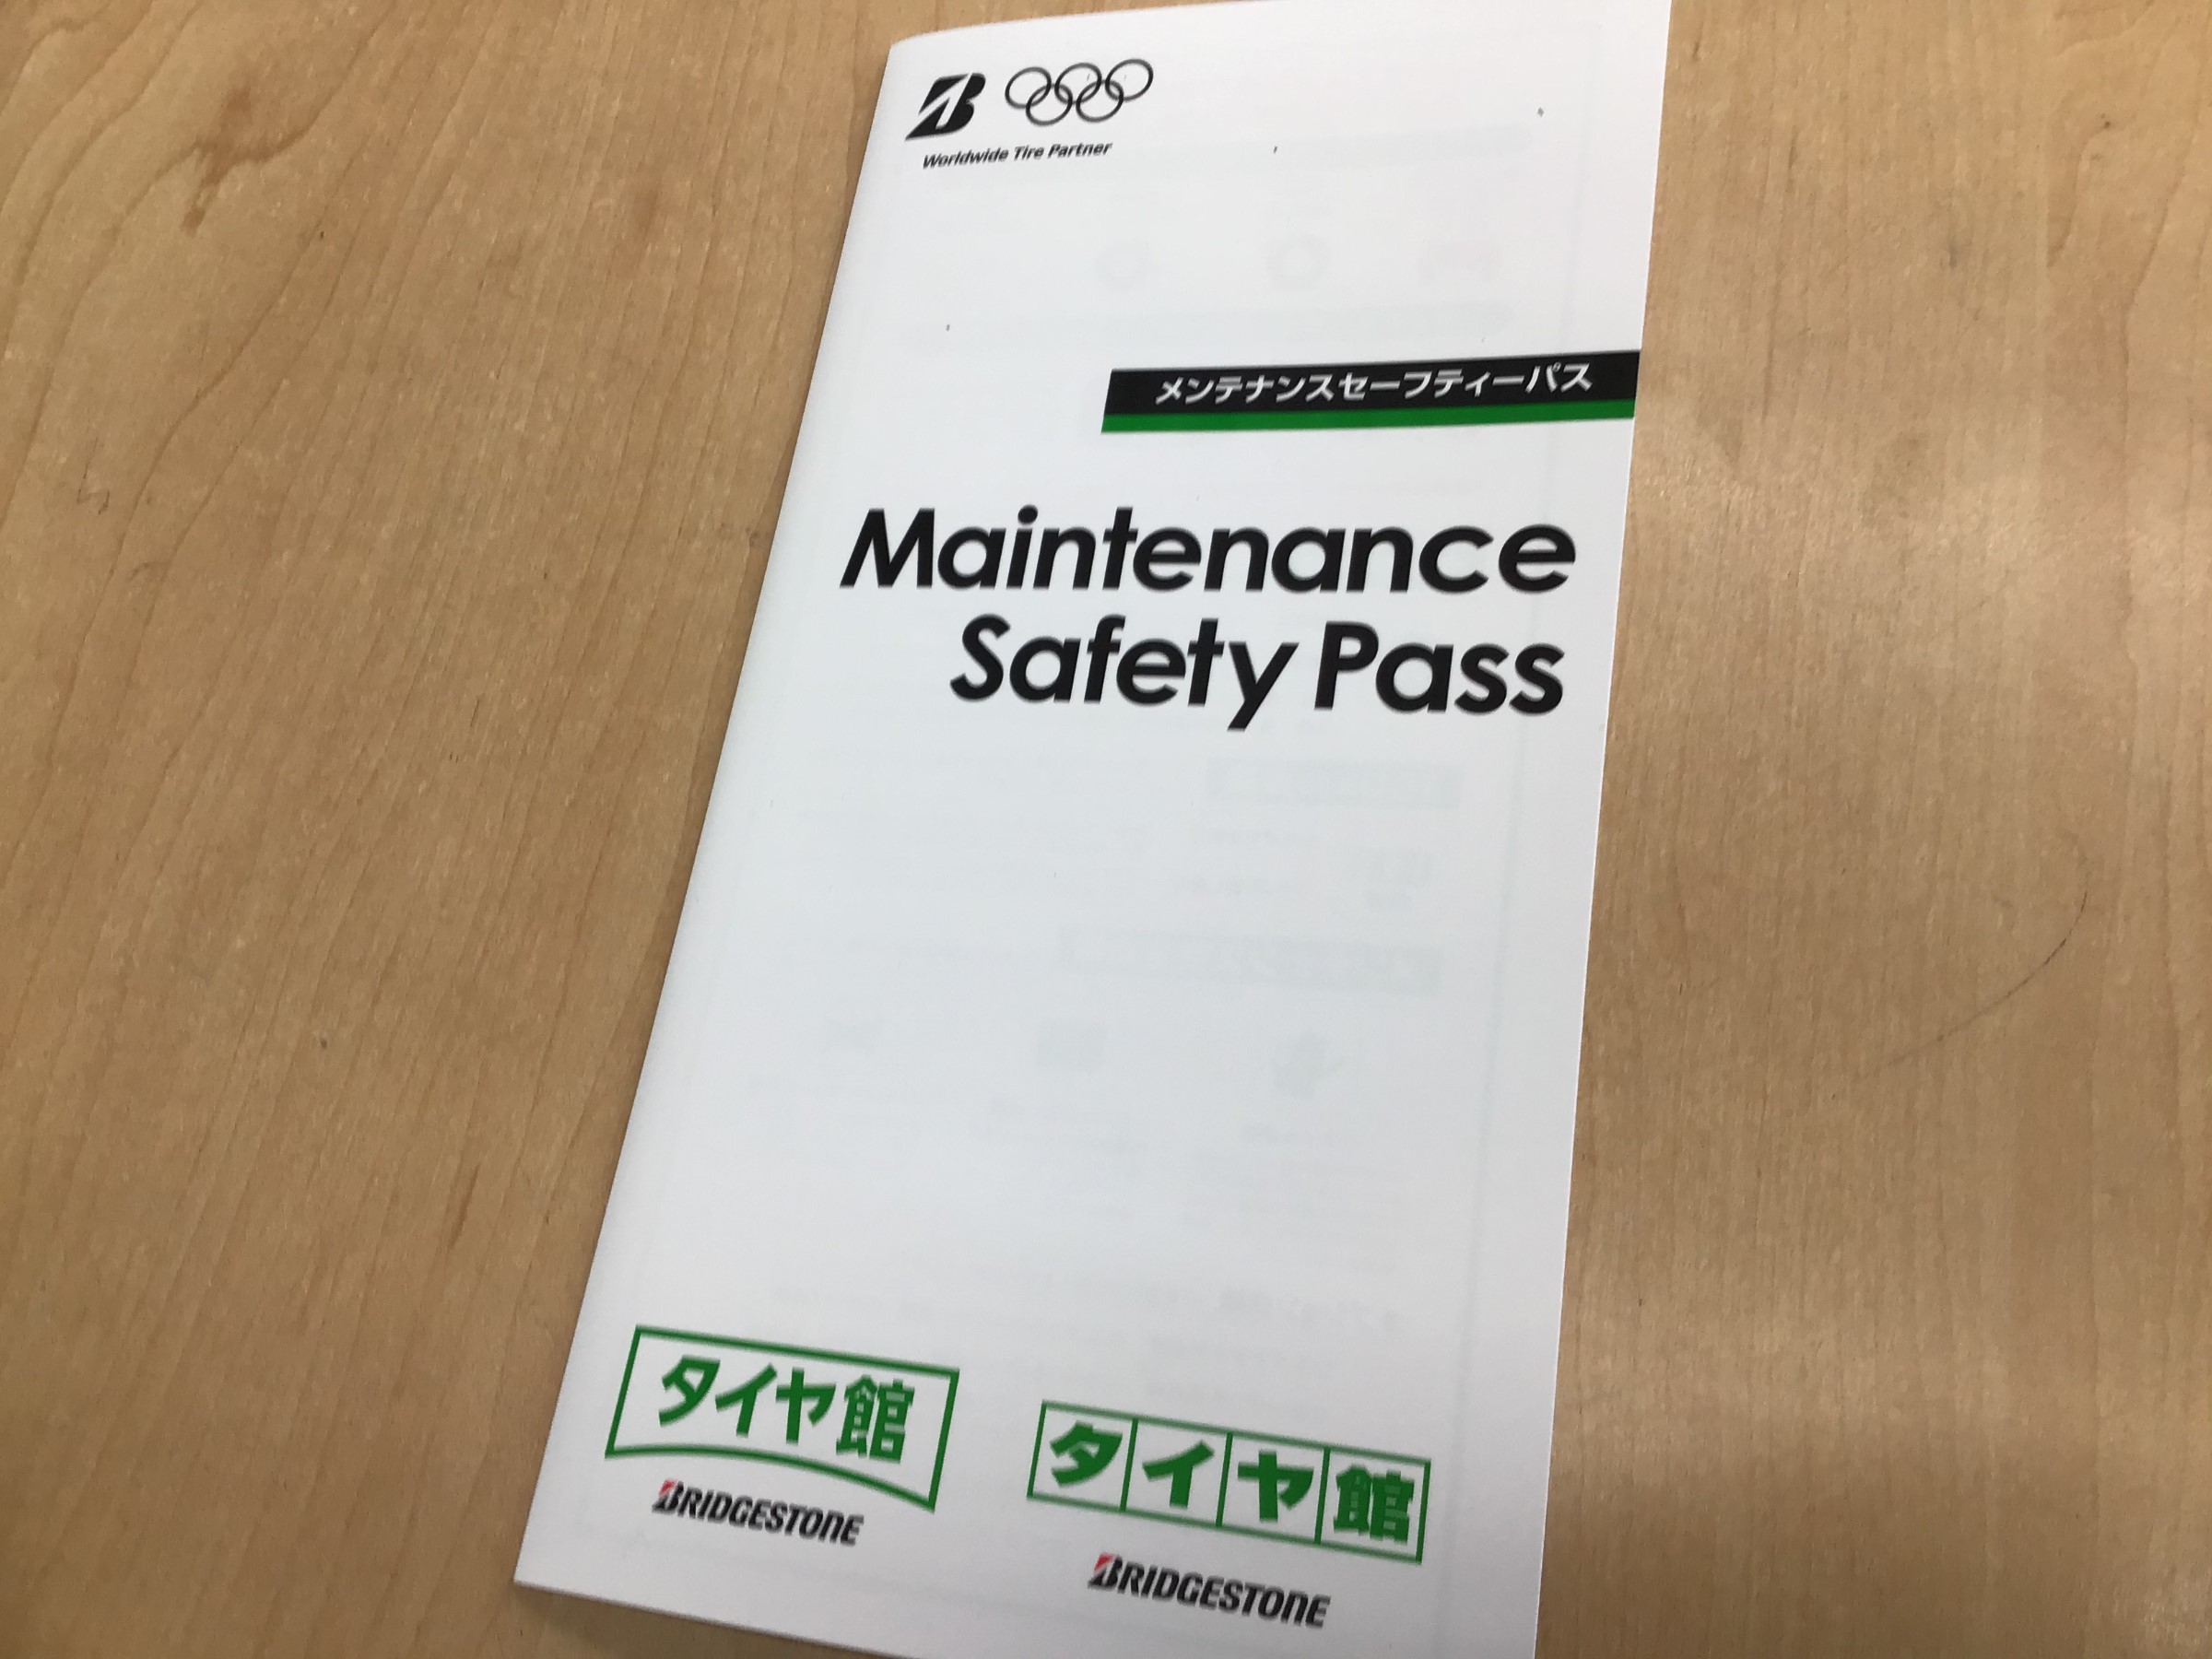 Worldwide Tire Partner
メンテナンスセーフティーパス
Maintenance
Safety Pass
タイヤ館
BRIDGESTONE
タイヤ館
BRIDGESTONE